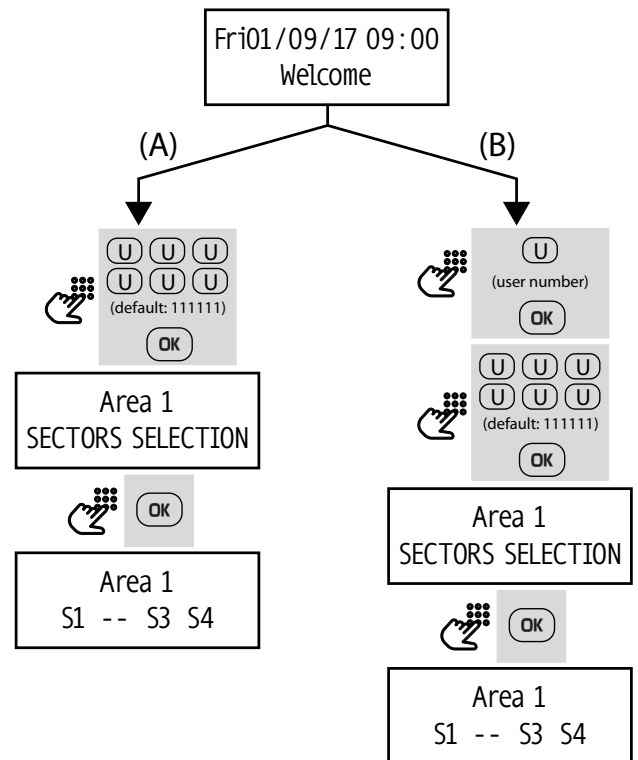 Fri01/09/17 09:00
Welcome
(A)
U U U
U U U
(default: 111111)
OK
Area 1
SECTORS SELECTION
OK
Area 1
S1 -- S3 S4
(B)
U
(user number)
OK
U U U
U U U
(default: 111111)
OK
Area 1
SECTORS SELECTION
OK
Area 1
S1 -- S3 S4